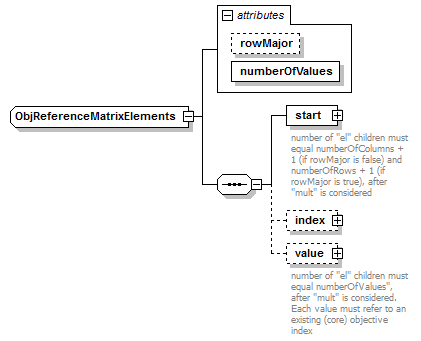 attributes
rowMajor
numberOfValues
ObjReferenceMatrixElements
start
number of "el" children must
equal numberOfColumns +
1 (if rowMajor is false) and
numberOfRows + 1 (if
rowMajor is true), after
"mult" is considered
index
value
number of "el" children must
equal numberOfValues",
after "mult" is considered.
Each value must refer to an
existing (core) objective
index